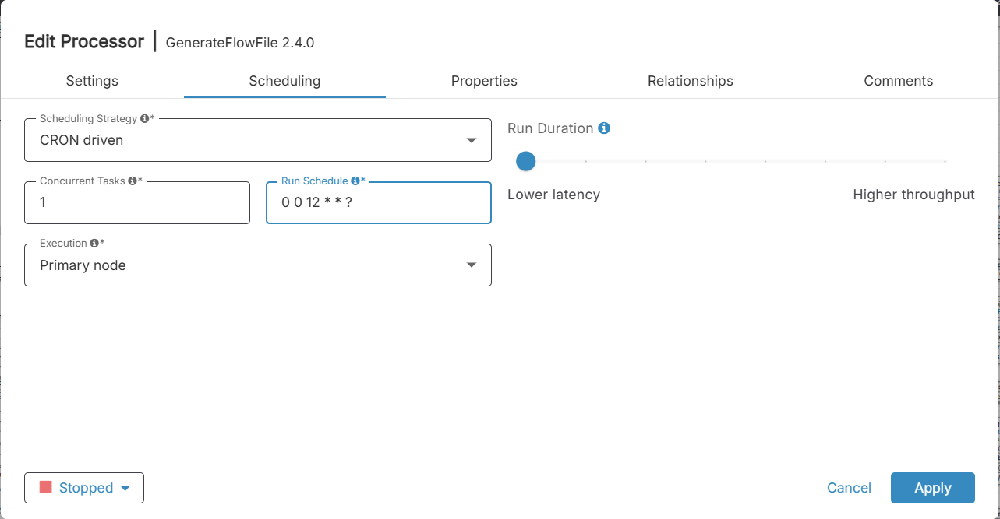 Edit Processor | GenerateFlowFile 2.4.0
Settings Scheduling Properties Relationships Comments
Scheduling Strategy *
CRON driven
Run Duration
Lower latency Higher throughput
Concurrent Tasks *
1
Run Schedule *
0 0 12 * * ?
Execution *
Primary node
Stopped
Cancel Apply